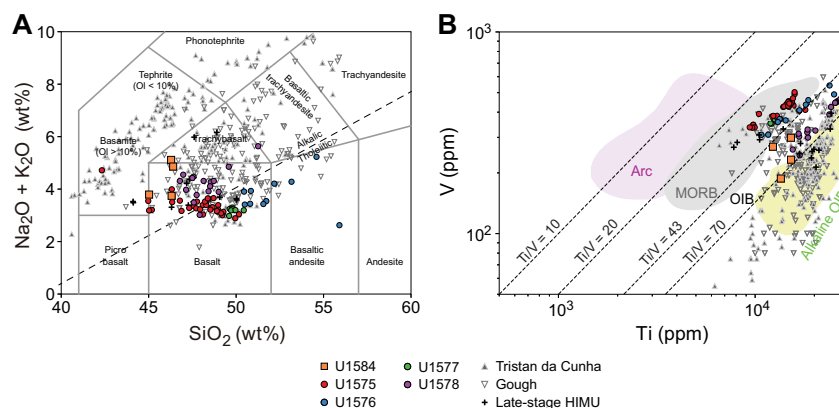 A
Na2O + K2O (wt%)
10
8
6
4
2
0
40
45
50
55
60
SiO2 (wt%)
Phonotephrite
Tephrite
(Ol < 10%)
Basaltic
trachyandesite
Trachyandesite
Basanite
(Ol > 10%)
Trachybasalt
Alkalic
Tholeiitic
Picro
basalt
Basalt
Basaltic
andesite
Andesite
B
V (ppm)
10^3
10^2
10^3
10^4
Ti (ppm)
Arc
MORB
OIB
Alkaline OIB
Ti/V = 10
Ti/V = 20
Ti/V = 43
Ti/V = 70
U1584
U1575
U1576
U1577
U1578
Tristan da Cunha
Gough
Late-stage HIMU